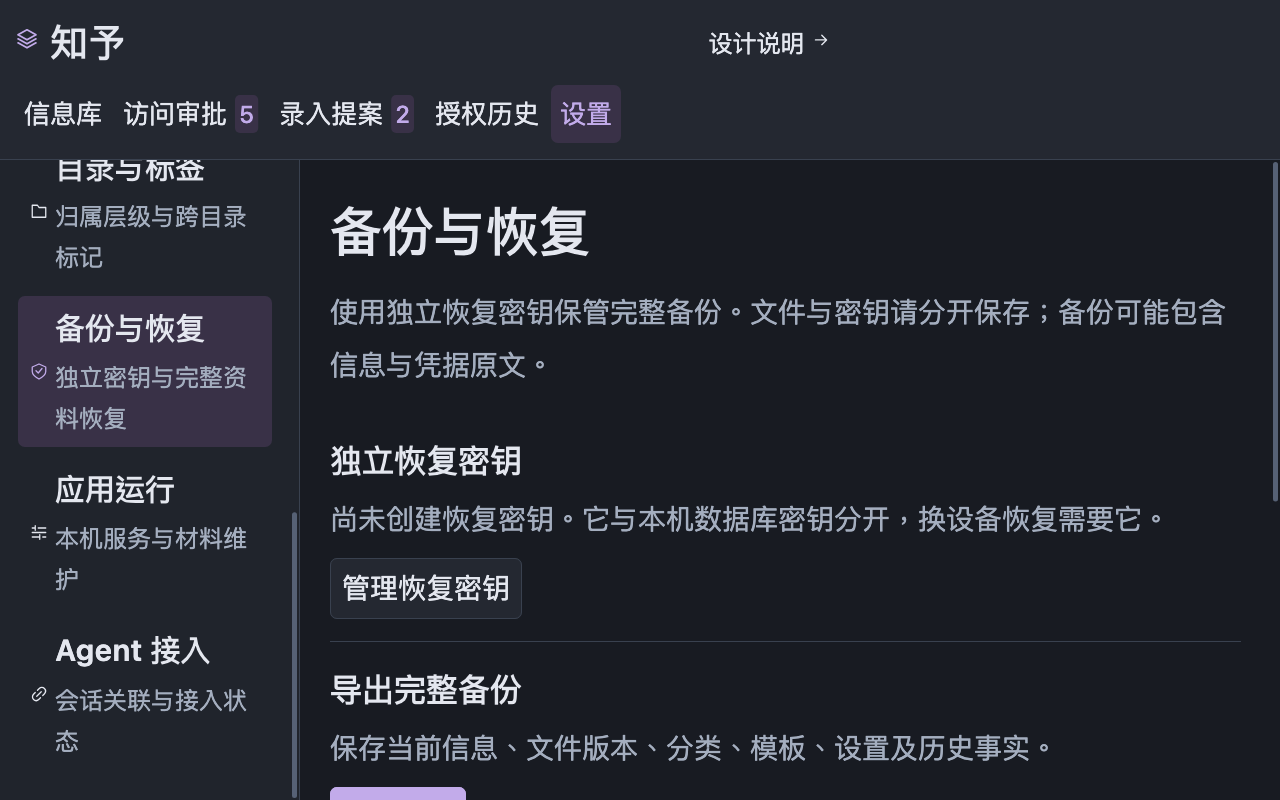 知予
设计说明 →
信息库 访问审批 5 录入提案 2 授权历史 设置
目录与标签
归属层级与跨目录
标记
备份与恢复
独立密钥与完整资
料恢复
应用运行
本机服务与材料维
护
Agent 接入
会话关联与接入状
态
备份与恢复
使用独立恢复密钥保管完整备份。文件与密钥请分开保存；备份可能包含
信息与凭据原文。
独立恢复密钥
尚未创建恢复密钥。它与本机数据库密钥分开，换设备恢复需要它。
管理恢复密钥
导出完整备份
保存当前信息、文件版本、分类、模板、设置及历史事实。